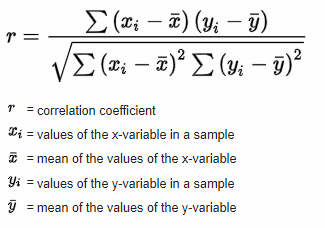 r = Σ (xᵢ − x̄) (yᵢ − ȳ) / √(Σ (xᵢ − x̄)² Σ (yᵢ − ȳ)²)
r = correlation coefficient
xᵢ = values of the x-variable in a sample
x̄ = mean of the values of the x-variable
yᵢ = values of the y-variable in a sample
ȳ = mean of the values of the y-variable